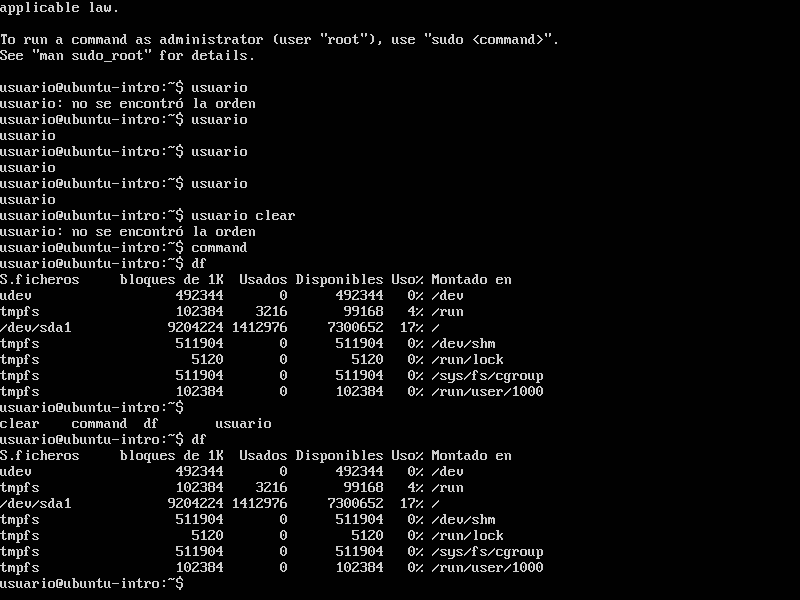 applicable law.
To run a command as administrator (user "root"), use "sudo <command>".
See "man sudo_root" for details.
usuario@ubuntu-intro:~$ usuario
usuario: no se encontró la orden
usuario@ubuntu-intro:~$ usuario
usuario
usuario@ubuntu-intro:~$ usuario
usuario
usuario@ubuntu-intro:~$ usuario
usuario
usuario@ubuntu-intro:~$ usuario clear
usuario: no se encontró la orden
usuario@ubuntu-intro:~$ command
usuario@ubuntu-intro:~$ df
S.ficheros     bloques de 1K  Usados Disponibles Uso% Montado en
udev                  492344       0      492344   0% /dev
tmpfs                 102384    3216       99168   4% /run
/dev/sda1            9204224 1412976     7300652  17% /
tmpfs                 511904       0      511904   0% /dev/shm
tmpfs                   5120       0        5120   0% /run/lock
tmpfs                 511904       0      511904   0% /sys/fs/cgroup
tmpfs                 102384       0      102384   0% /run/user/1000
usuario@ubuntu-intro:~$
clear    command  df       usuario
usuario@ubuntu-intro:~$ df
S.ficheros     bloques de 1K  Usados Disponibles Uso% Montado en
udev                  492344       0      492344   0% /dev
tmpfs                 102384    3216       99168   4% /run
/dev/sda1            9204224 1412976     7300652  17% /
tmpfs                 511904       0      511904   0% /dev/shm
tmpfs                   5120       0        5120   0% /run/lock
tmpfs                 511904       0      511904   0% /sys/fs/cgroup
tmpfs                 102384       0      102384   0% /run/user/1000
usuario@ubuntu-intro:~$